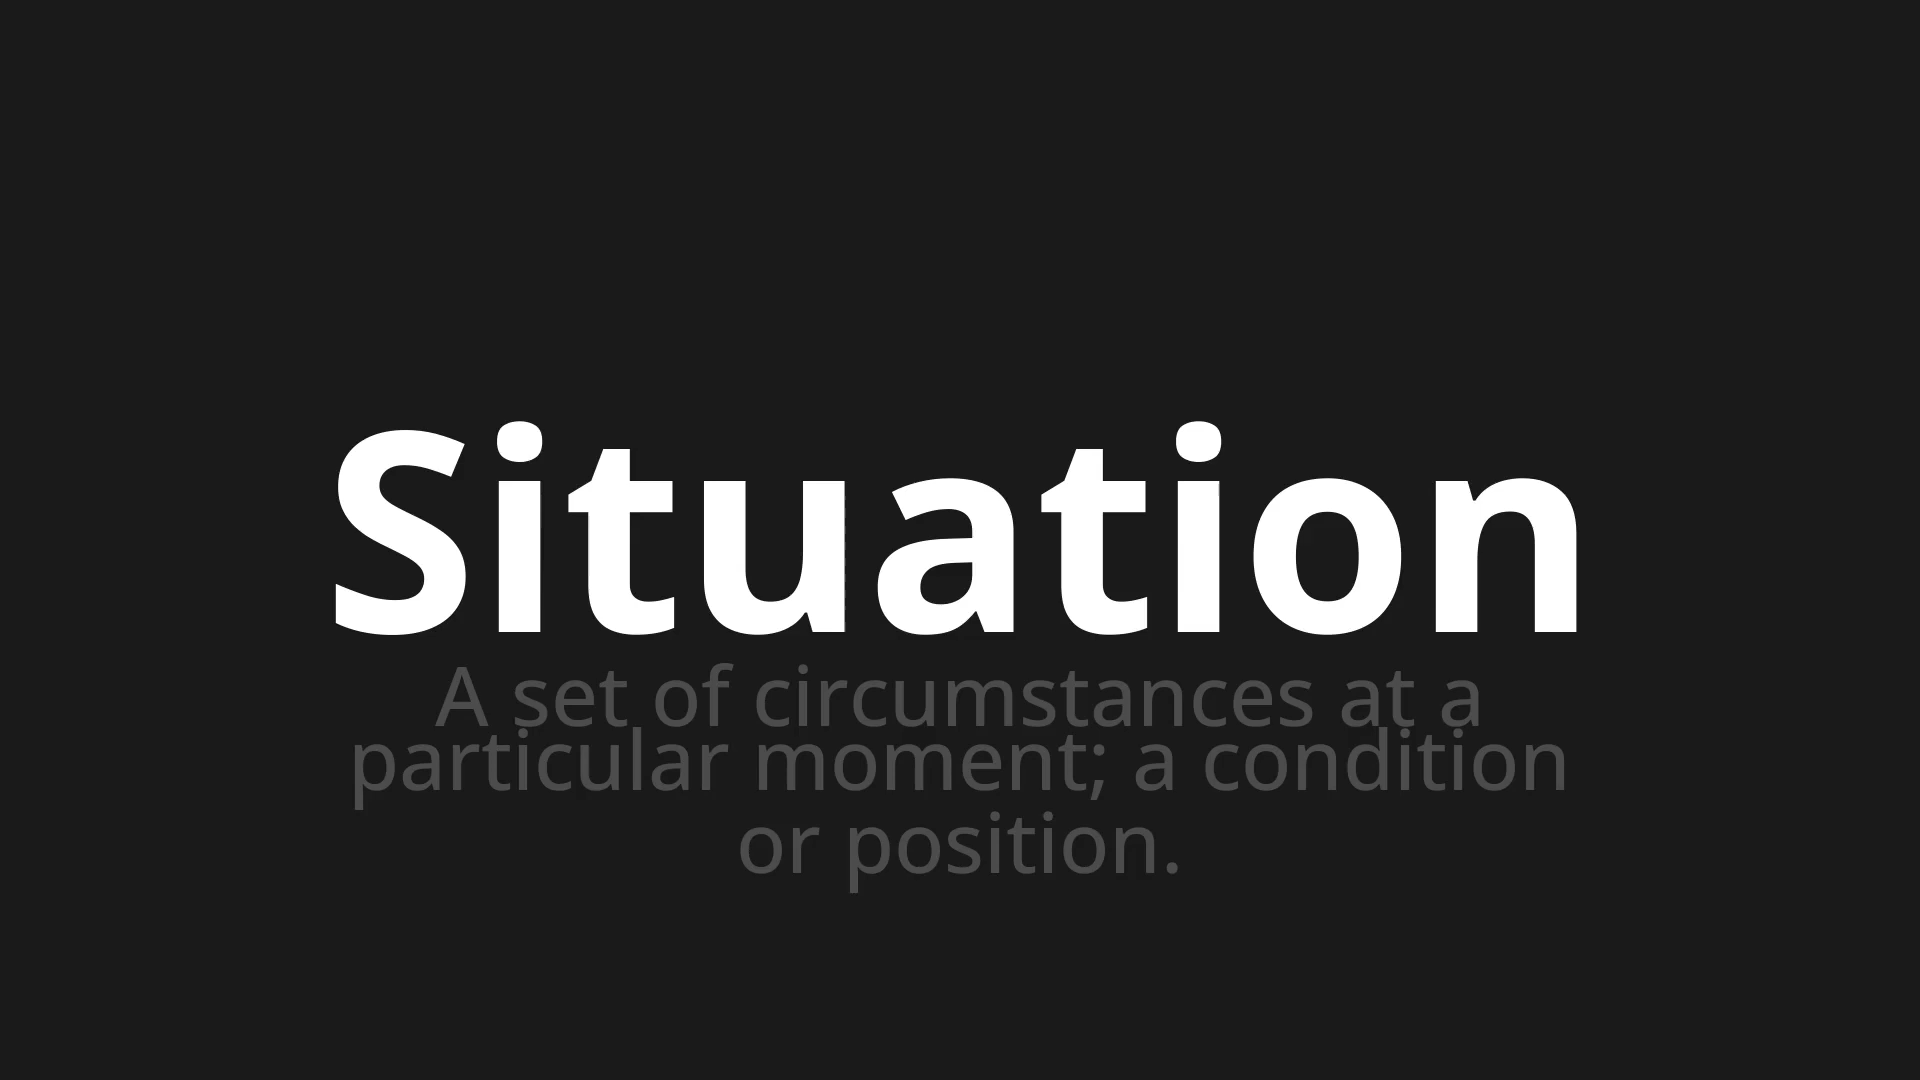 Situation
A set of circumstances at a
particular moment; a condition
or position.